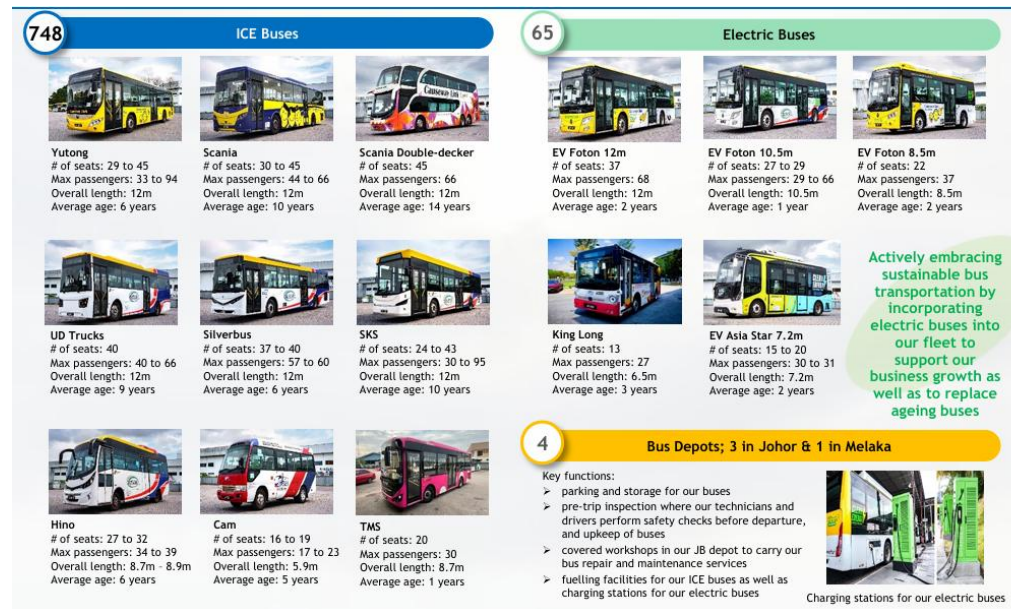 748
ICE Buses
Yutong
# of seats: 29 to 45
Max passengers: 33 to 94
Overall length: 12m
Average age: 6 years
Scania
# of seats: 30 to 45
Max passengers: 44 to 66
Overall length: 12m
Average age: 10 years
Causeway Link
Scania Double-decker
# of seats: 45
Max passengers: 66
Overall length: 12m
Average age: 14 years
UD Trucks
# of seats: 40
Max passengers: 40 to 66
Overall length: 12m
Average age: 9 years
Silverbus
# of seats: 37 to 40
Max passengers: 57 to 60
Overall length: 12m
Average age: 6 years
SKS
# of seats: 24 to 43
Max passengers: 30 to 95
Overall length: 12m
Average age: 10 years
Hino
# of seats: 27 to 32
Max passengers: 34 to 39
Overall length: 8.7m - 8.9m
Average age: 6 years
Cam
# of seats: 16 to 19
Max passengers: 17 to 23
Overall length: 5.9m
Average age: 5 years
TMS
# of seats: 20
Max passengers: 30
Overall length: 8.7m
Average age: 1 years
65
Electric Buses
EV Foton 12m
# of seats: 37
Max passengers: 68
Overall length: 12m
Average age: 2 years
EV Foton 10.5m
# of seats: 27 to 29
Max passengers: 29 to 66
Overall length: 10.5m
Average age: 1 year
EV Foton 8.5m
# of seats: 22
Max passengers: 37
Overall length: 8.5m
Average age: 2 years
King Long
# of seats: 13
Max passengers: 27
Overall length: 6.5m
Average age: 3 years
EV Asia Star 7.2m
# of seats: 15 to 20
Max passengers: 30 to 31
Overall length: 7.2m
Average age: 2 years
Actively embracing
sustainable bus
transportation by
incorporating
electric buses into
our fleet to
support our
business growth as
well as to replace
ageing buses
4
Bus Depots; 3 in Johor & 1 in Melaka
Key functions:
➢ parking and storage for our buses
➢ pre-trip inspection where our technicians and
drivers perform safety checks before departure,
and upkeep of buses
➢ covered workshops in our JB depot to carry our
bus repair and maintenance services
➢ fuelling facilities for our ICE buses as well as
charging stations for our electric buses
Charging stations for our electric buses